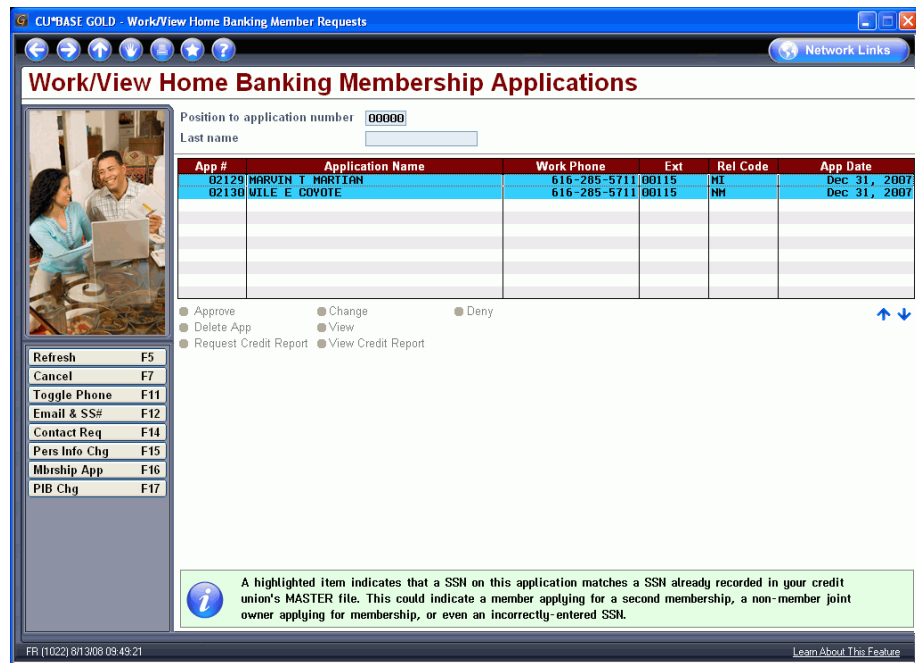 CU*BASE GOLD - Work/View Home Banking Member Requests
Network Links
Work/View Home Banking Membership Applications
Position to application number 00000
Last name
App # Application Name Work Phone Ext Rel Code App Date
02129 MARVIN T MARTIAN 616-285-5711 00115 MI Dec 31, 2007
02130 WILE E COYOTE 616-285-5711 00115 NM Dec 31, 2007
Approve Change Deny
Delete App View
Request Credit Report View Credit Report
Refresh F5
Cancel F7
Toggle Phone F11
Email & SS# F12
Contact Req F14
Pers Info Chg F15
Mbrship App F16
PIB Chg F17
A highlighted item indicates that a SSN on this application matches a SSN already recorded in your credit
union's MASTER file. This could indicate a member applying for a second membership, a non-member joint
owner applying for membership, or even an incorrectly-entered SSN.
FR (1022) 8/13/08 09:49:21
Learn About This Feature